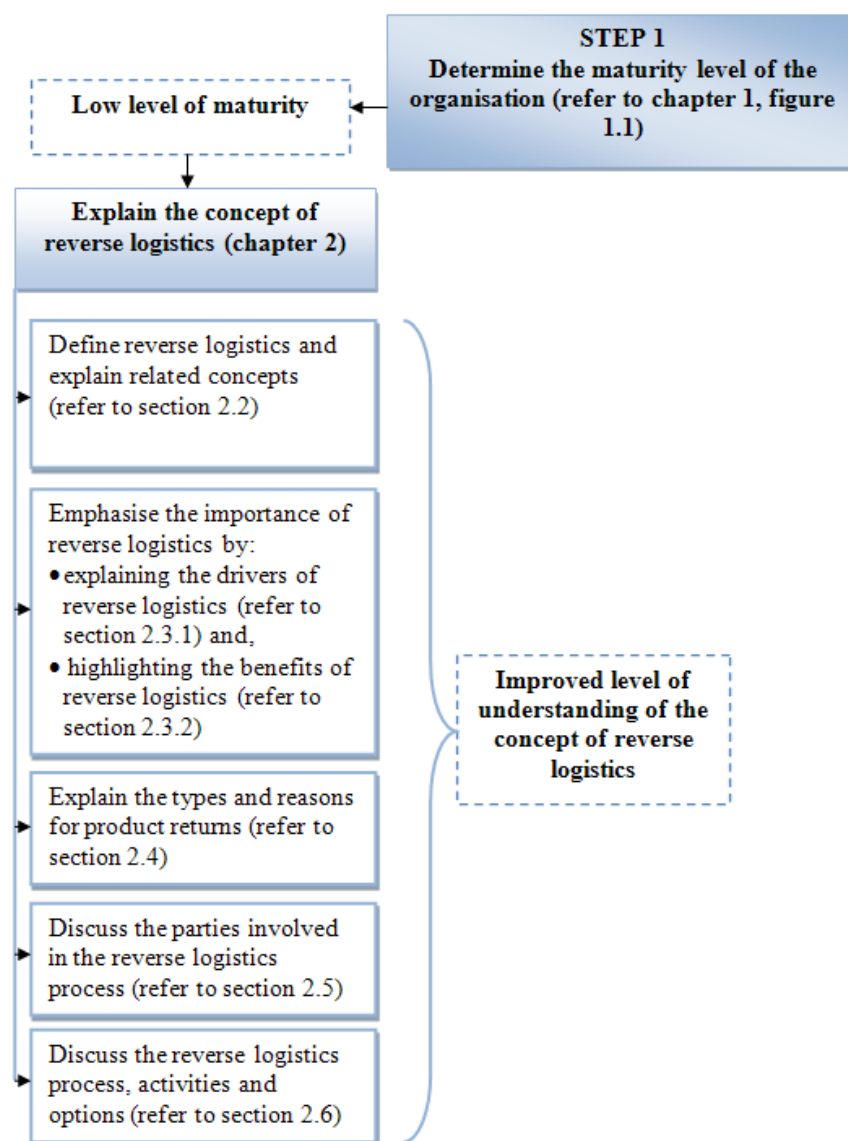 STEP 1
Determine the maturity level of the
organisation (refer to chapter 1, figure
1.1)
Low level of maturity
Explain the concept of
reverse logistics (chapter 2)
Define reverse logistics and
explain related concepts
(refer to section 2.2)
Emphasise the importance of
reverse logistics by:
• explaining the drivers of
reverse logistics (refer to
section 2.3.1) and,
• highlighting the benefits of
reverse logistics (refer to
section 2.3.2)
Explain the types and reasons
for product returns (refer to
section 2.4)
Discuss the parties involved
in the reverse logistics
process (refer to section 2.5)
Discuss the reverse logistics
process, activities and
options (refer to section 2.6)
Improved level of
understanding of the
concept of reverse
logistics